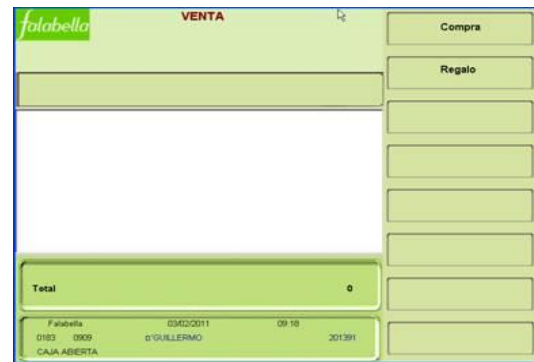 falabella
VENTA
Compra
Regalo
Total 0
Falabella 03/02/2011 09:18
0183 0909 D'GUILLERMO 201391
CAJA ABIERTA